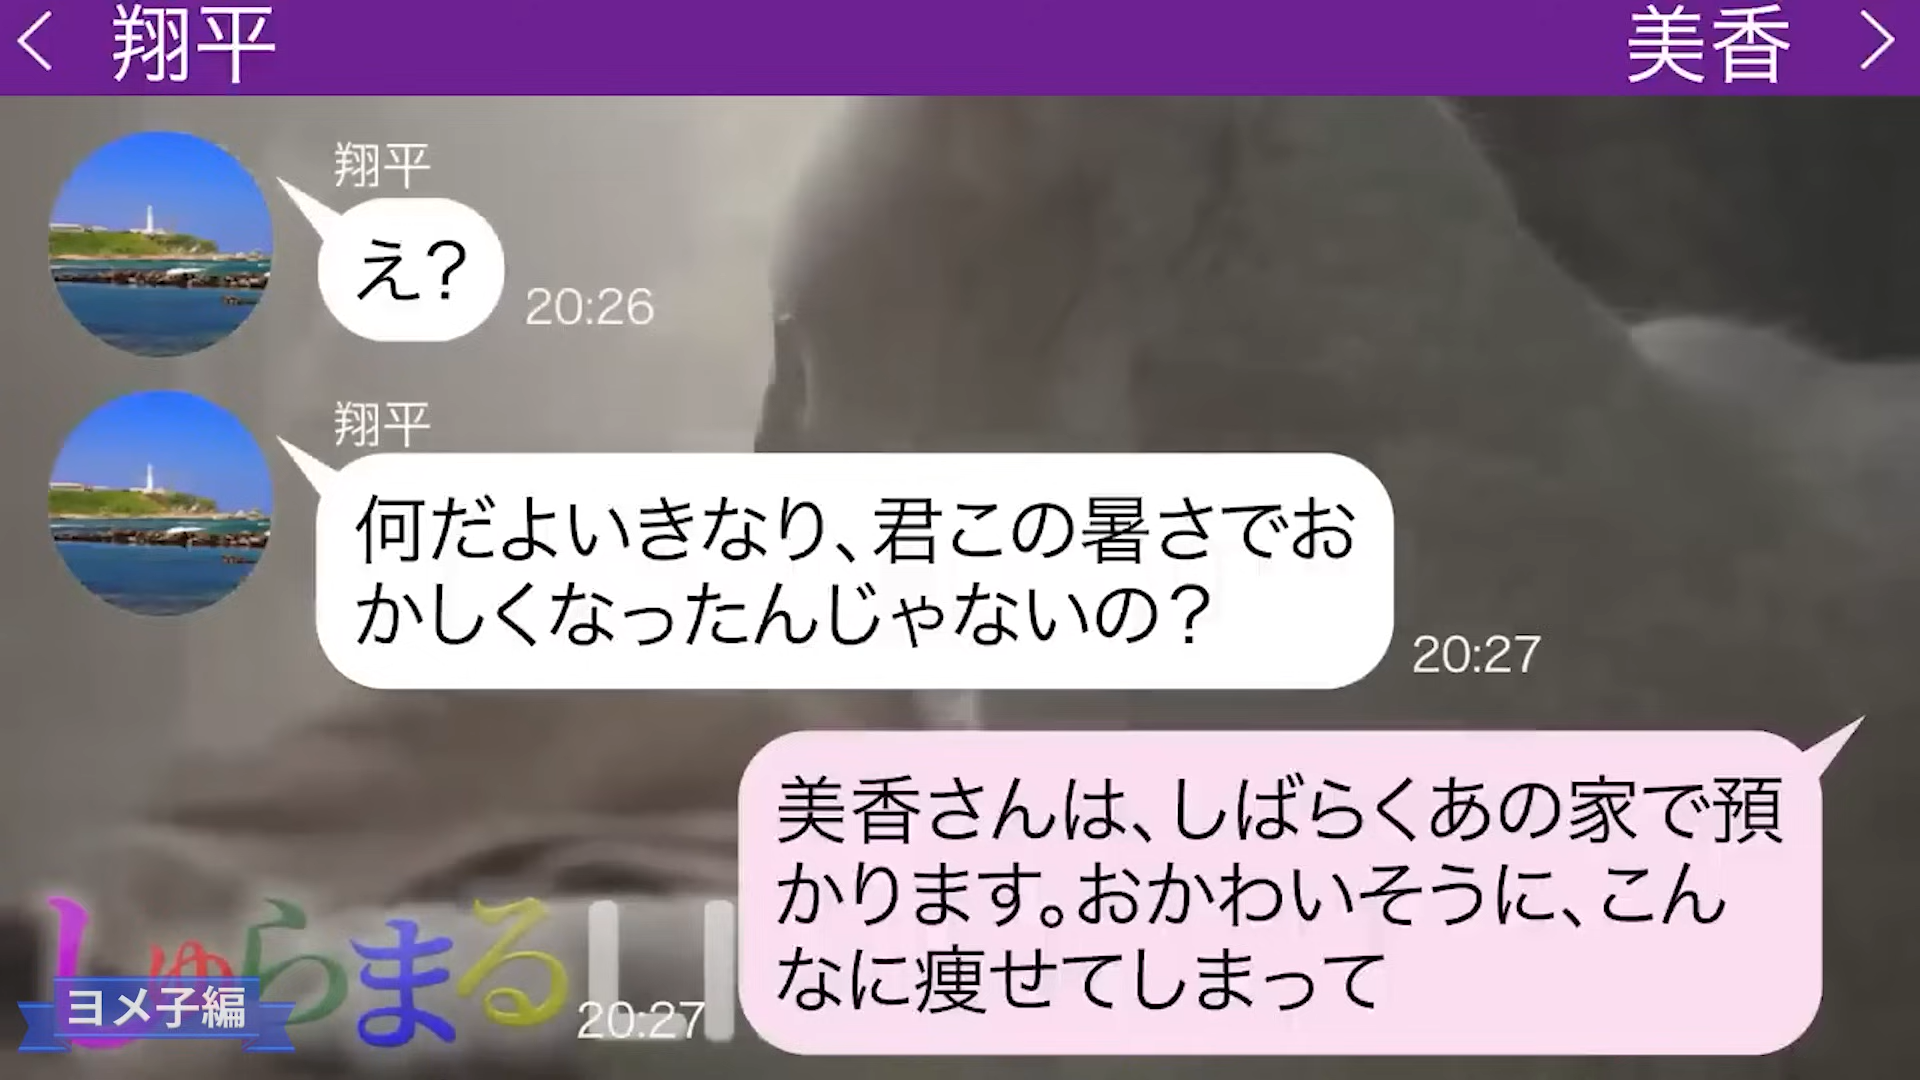 翔平
美香
翔平
え?
20:26
翔平
何だよいきなり、君この暑さでお
かしくなったんじゃないの?
20:27
美香さんは、しばらくあの家で預
かります。おかわいそうに、こん
なに痩せてしまって
20:27
しゅらまる
ヨメ子編